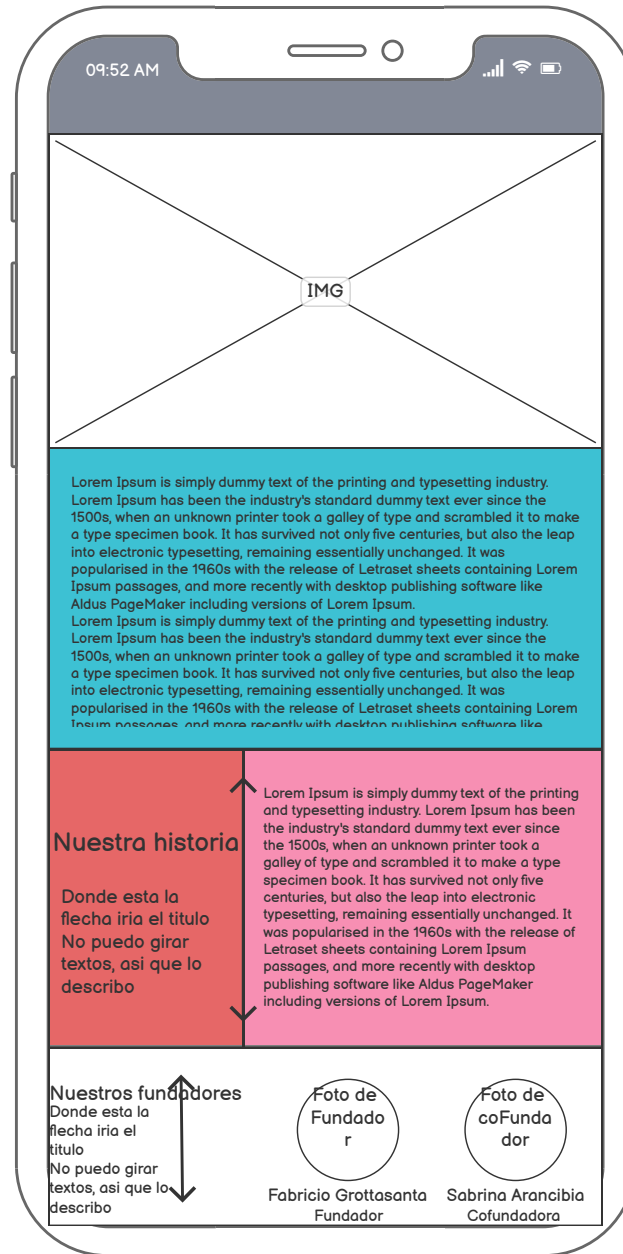 09:52 AM
IMG
Lorem Ipsum is simply dummy text of the printing and typesetting industry.
Lorem Ipsum has been the industry's standard dummy text ever since the
1500s, when an unknown printer took a galley of type and scrambled it to make
a type specimen book. It has survived not only five centuries, but also the leap
into electronic typesetting, remaining essentially unchanged. It was
popularised in the 1960s with the release of Letraset sheets containing Lorem
Ipsum passages, and more recently with desktop publishing software like
Aldus PageMaker including versions of Lorem Ipsum.
Lorem Ipsum is simply dummy text of the printing and typesetting industry.
Lorem Ipsum has been the industry's standard dummy text ever since the
1500s, when an unknown printer took a galley of type and scrambled it to make
a type specimen book. It has survived not only five centuries, but also the leap
into electronic typesetting, remaining essentially unchanged. It was
popularised in the 1960s with the release of Letraset sheets containing Lorem
Ipsum passages, and more recently with desktop publishing software like
Nuestra historia
Donde esta la
flecha iria el titulo
No puedo girar
textos, asi que lo
describo
Lorem Ipsum is simply dummy text of the printing
and typesetting industry. Lorem Ipsum has been
the industry's standard dummy text ever since
the 1500s, when an unknown printer took a
galley of type and scrambled it to make a type
specimen book. It has survived not only five
centuries, but also the leap into electronic
typesetting, remaining essentially unchanged. It
was popularised in the 1960s with the release of
Letraset sheets containing Lorem Ipsum
passages, and more recently with desktop
publishing software like Aldus PageMaker
including versions of Lorem Ipsum.
Nuestros fundadores
Donde esta la
flecha iria el
titulo
No puedo girar
textos, asi que lo
describo
Foto de
Fundado
r
Fabricio Grottasanta
Fundador
Foto de
coFunda
dor
Sabrina Arancibia
Cofundadora